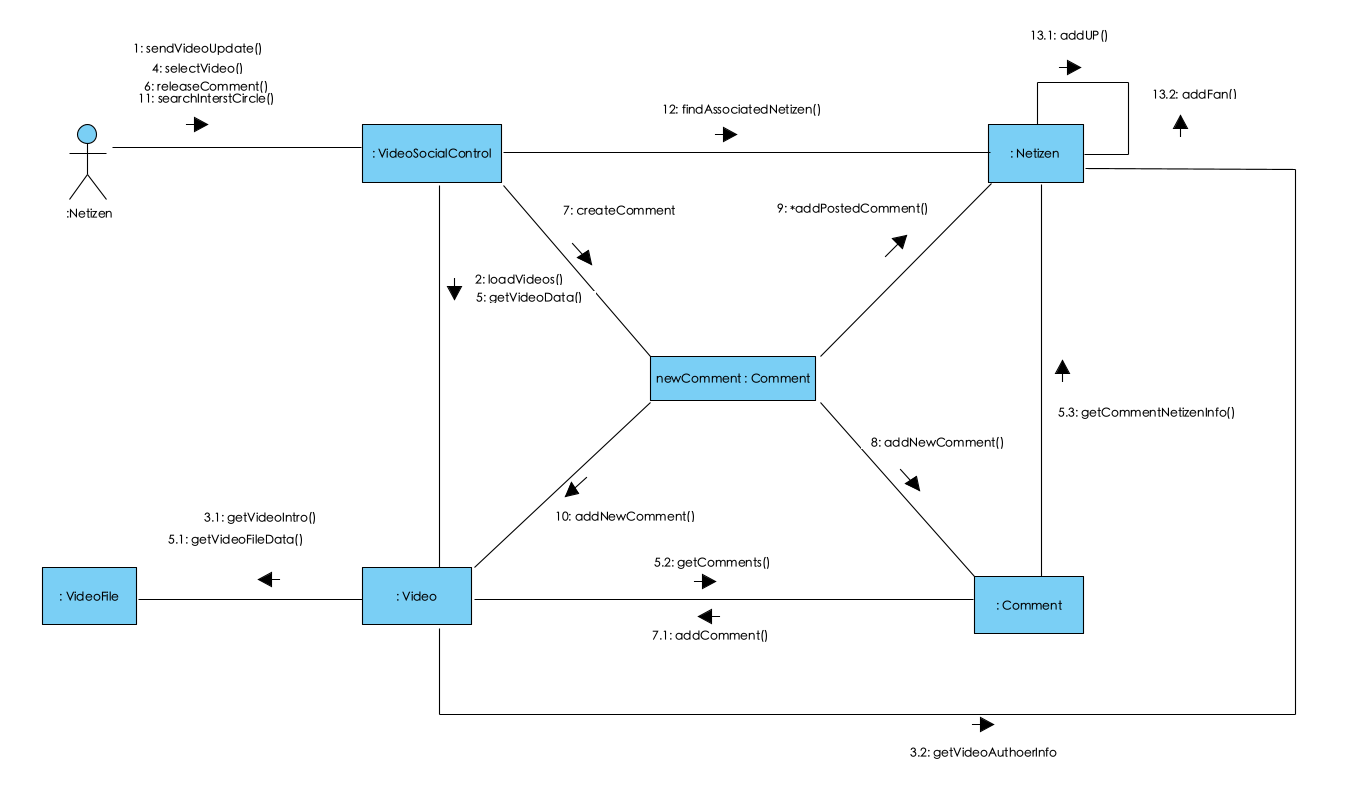 13.1: addUP()
1: sendVideoUpdate()
4: selectVideo()
6: releaseComment()
11: searchInterstCircle()
13.2: addFan()
12: findAssociatedNetizen()
: VideoSocialControl
: Netizen
:Netizen
7: createComment
9: *addPostedComment()
2: loadVideos()
5: getVideoData()
newComment : Comment
5.3: getCommentNetizenInfo()
8: addNewComment()
3.1: getVideoIntro()
10: addNewComment()
5.1: getVideoFileData()
5.2: getComments()
: VideoFile
: Video
: Comment
7.1: addComment()
3.2: getVideoAuthoerInfo